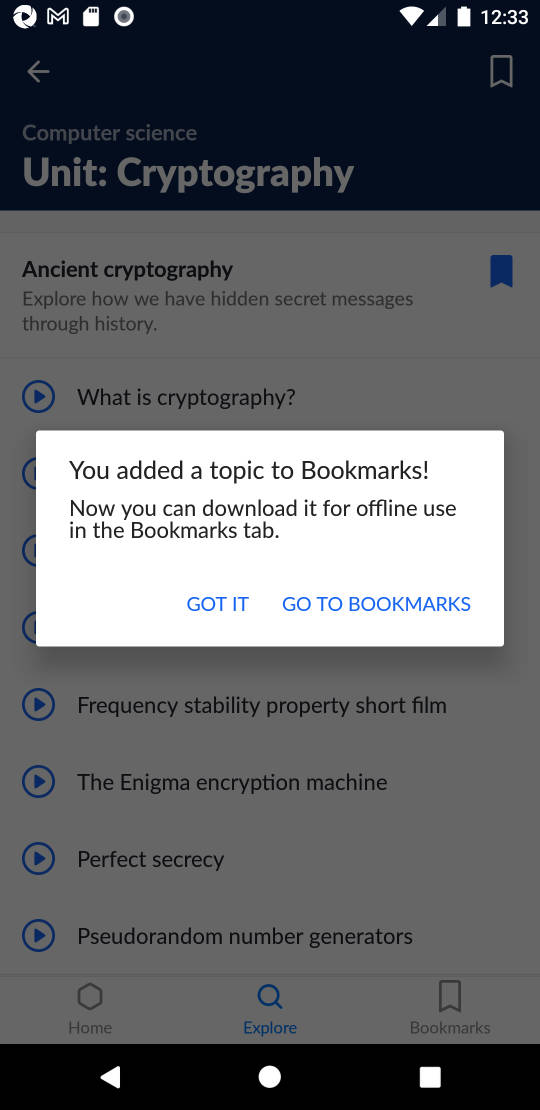 12:33
Computer science
Unit: Cryptography
Ancient cryptography
Explore how we have hidden secret messages
through history.
What is cryptography?
You added a topic to Bookmarks!
Now you can download it for offline use
in the Bookmarks tab.
GOT IT
GO TO BOOKMARKS
Frequency stability property short film
The Enigma encryption machine
Perfect secrecy
Pseudorandom number generators
Home
Explore
Bookmarks